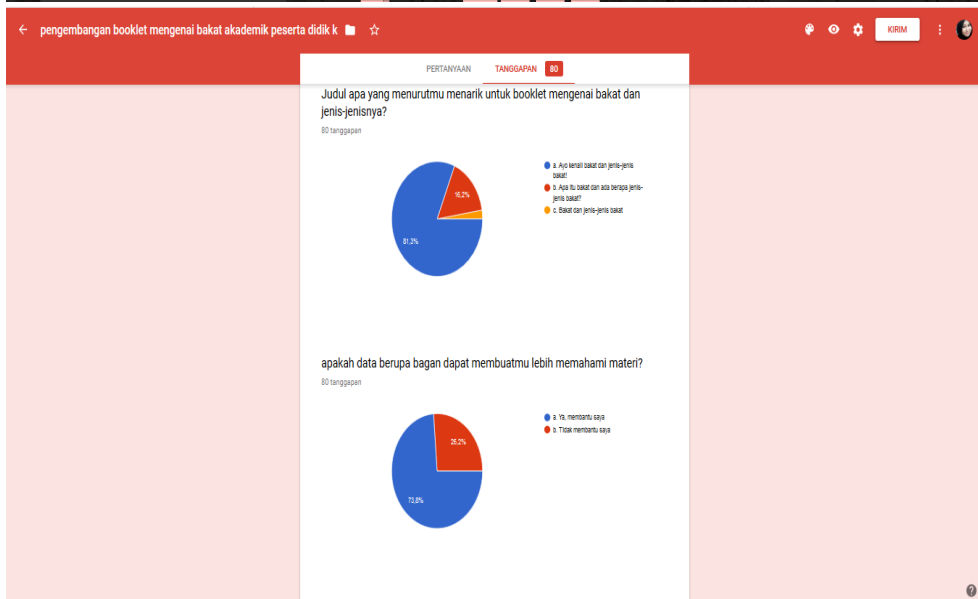 pengembangan booklet mengenai bakat akademik peserta didik k
KIRIM
PERTANYAAN TANGGAPAN 80
Judul apa yang menurutmu menarik untuk booklet mengenai bakat dan
jenis-jenisnya?
80 tanggapan
a. Ayo kenali bakat dan jenis-jenis
bakat!
b. Apa itu bakat dan ada berapa jenis-
jenis bakat?
c. Bakat dan jenis-jenis bakat
16,2%
81,3%
apakah data berupa bagan dapat membuatmu lebih memahami materi?
80 tanggapan
a. Ya, membantu saya
b. Tidak membantu saya
26,2%
73,8%